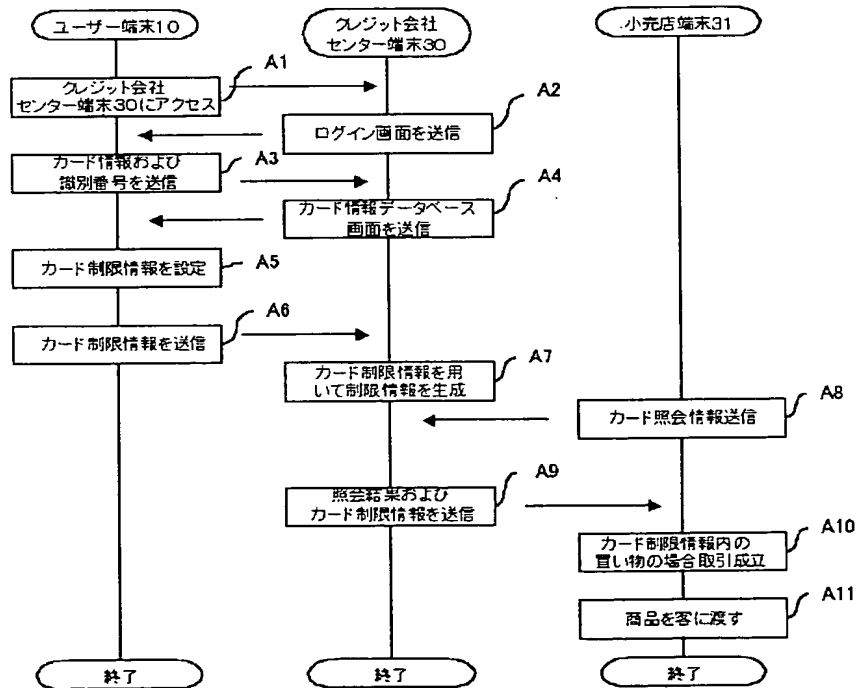 ユーザー端末10
クレジット会社
センター端末30
小売店端末31
クレジット会社
センター端末30にアクセス
A1
ログイン画面を送信
A2
カード情報および
識別番号を送信
A3
カード情報データベース
画面を送信
A4
カード制限情報を設定
A5
カード制限情報を送信
A6
カード制限情報を用
いて制限情報を生成
A7
カード照会情報送信
A8
照会結果および
カード制限情報を送信
A9
カード制限情報内の
買い物の場合取引成立
A10
商品を客に渡す
A11
終了
終了
終了